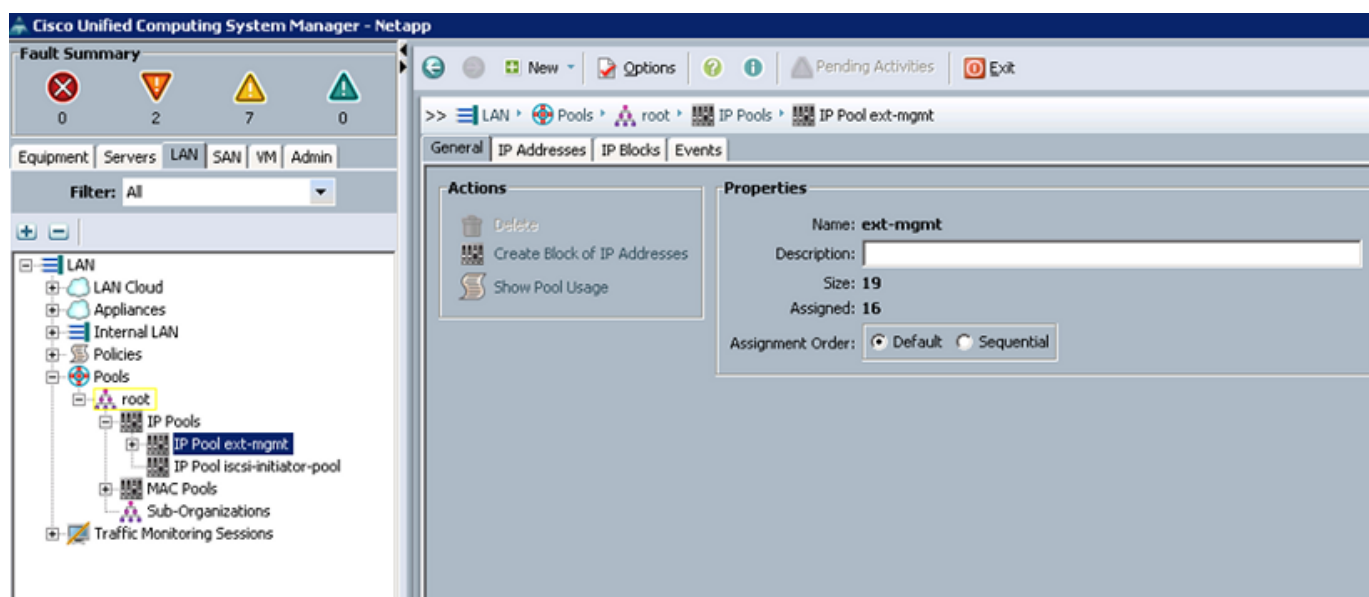 Cisco Unified Computing System Manager - Netapp
Fault Summary
0 2 7 0
Equipment Servers LAN SAN VM Admin
Filter: All
LAN
LAN Cloud
Appliances
Internal LAN
Policies
Pools
root
IP Pools
IP Pool ext-mgmt
IP Pool iscsi-initiator-pool
MAC Pools
Sub-Organizations
Traffic Monitoring Sessions
New Options Pending Activities Exit
>> LAN Pools root IP Pools IP Pool ext-mgmt
General IP Addresses IP Blocks Events
Actions
Delete
Create Block of IP Addresses
Show Pool Usage
Properties
Name: ext-mgmt
Description:
Size: 19
Assigned: 16
Assignment Order: Default Sequential